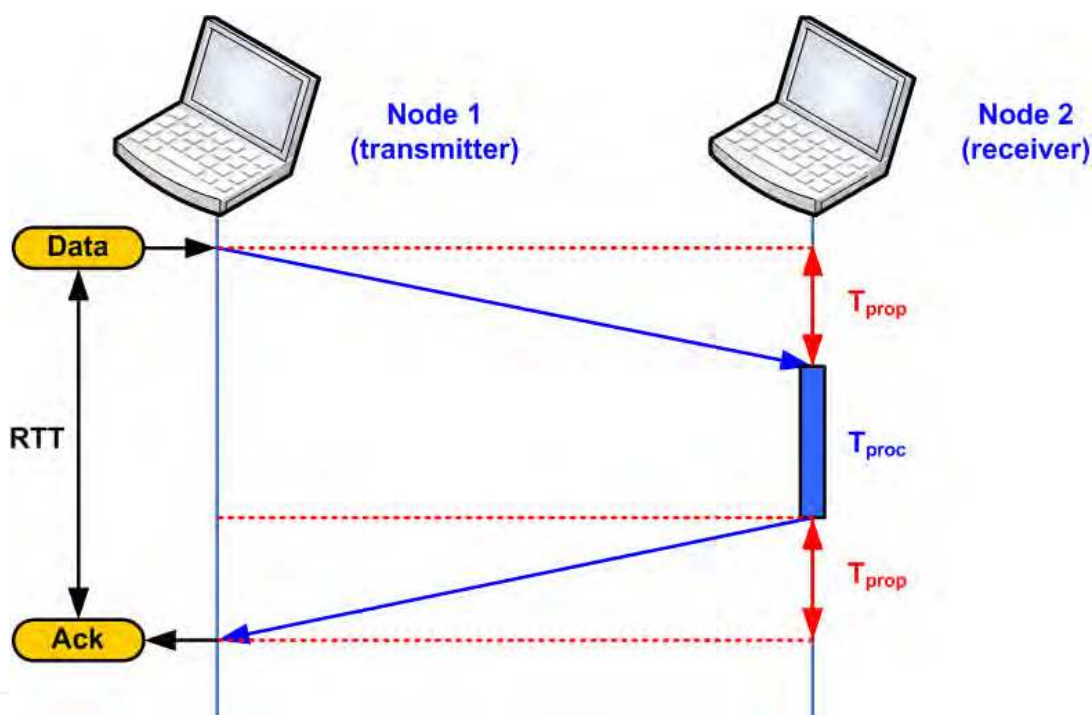 Node 1
(transmitter)
Node 2
(receiver)
Data
Tprop
RTT
Tproc
Tprop
Ack